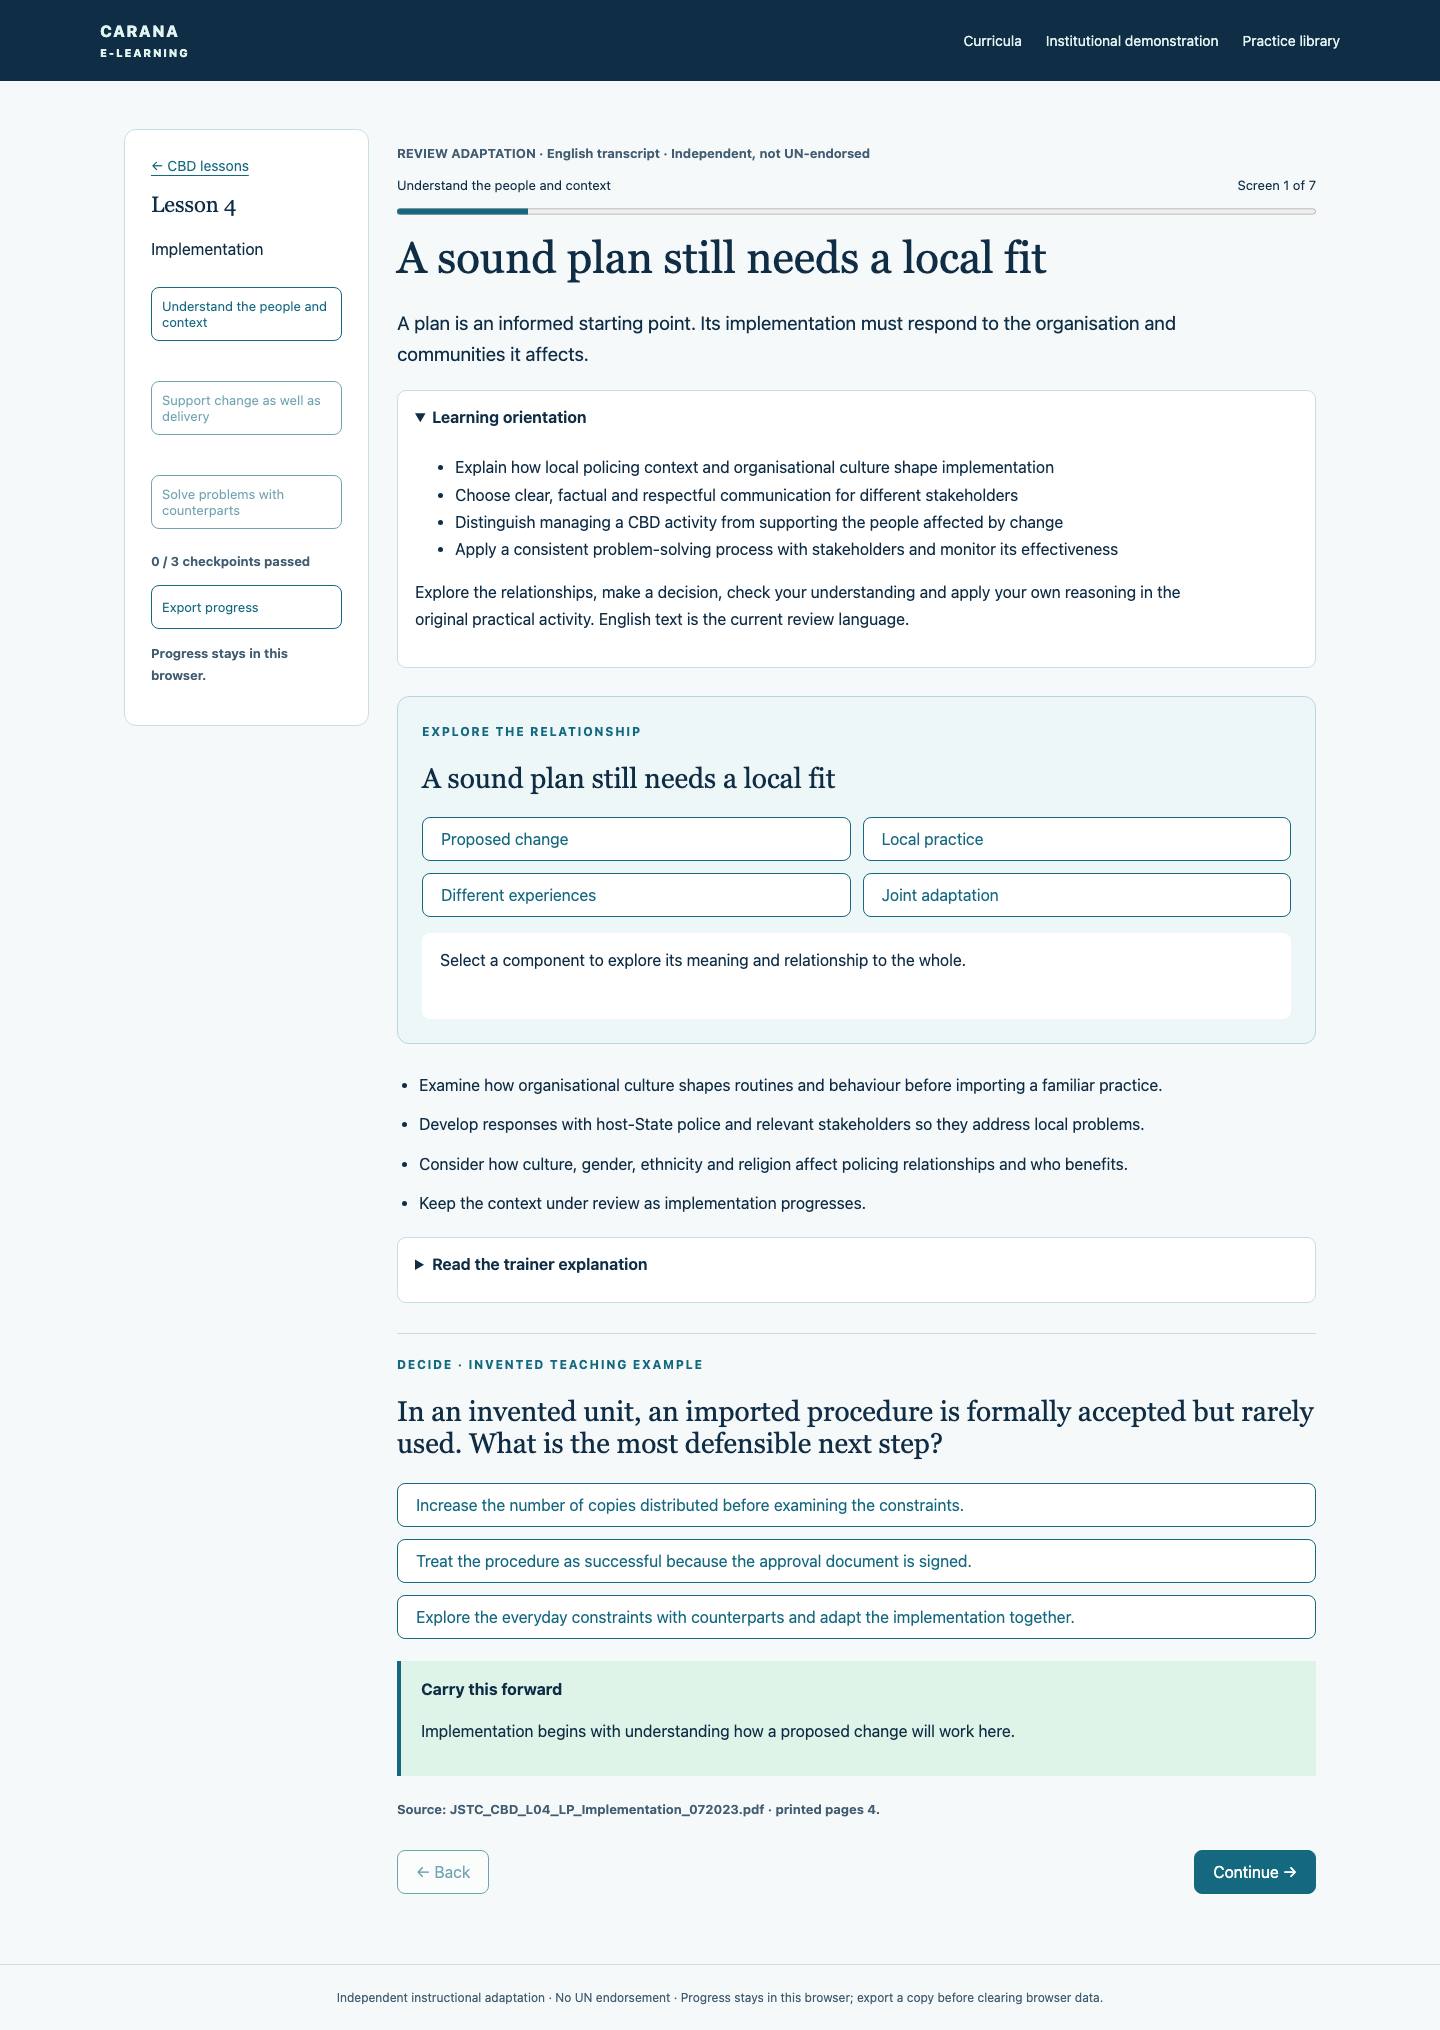 CARANA
E-LEARNING
Curricula
Institutional demonstration
Practice library
← CBD lessons
Lesson 4
Implementation
Understand the people and
context
Support change as well as
delivery
Solve problems with
counterparts
0 / 3 checkpoints passed
Export progress
Progress stays in this
browser.
REVIEW ADAPTATION · English transcript · Independent, not UN-endorsed
Understand the people and context
Screen 1 of 7
A sound plan still needs a local fit
A plan is an informed starting point. Its implementation must respond to the organisation and
communities it affects.
▼ Learning orientation
• Explain how local policing context and organisational culture shape implementation
• Choose clear, factual and respectful communication for different stakeholders
• Distinguish managing a CBD activity from supporting the people affected by change
• Apply a consistent problem-solving process with stakeholders and monitor its effectiveness
Explore the relationships, make a decision, check your understanding and apply your own reasoning in the
original practical activity. English text is the current review language.
EXPLORE THE RELATIONSHIP
A sound plan still needs a local fit
Proposed change
Local practice
Different experiences
Joint adaptation
Select a component to explore its meaning and relationship to the whole.
• Examine how organisational culture shapes routines and behaviour before importing a familiar practice.
• Develop responses with host-State police and relevant stakeholders so they address local problems.
• Consider how culture, gender, ethnicity and religion affect policing relationships and who benefits.
• Keep the context under review as implementation progresses.
▶ Read the trainer explanation
DECIDE · INVENTED TEACHING EXAMPLE
In an invented unit, an imported procedure is formally accepted but rarely
used. What is the most defensible next step?
Increase the number of copies distributed before examining the constraints.
Treat the procedure as successful because the approval document is signed.
Explore the everyday constraints with counterparts and adapt the implementation together.
Carry this forward
Implementation begins with understanding how a proposed change will work here.
Source: JSTC_CBD_L04_LP_Implementation_072023.pdf · printed pages 4.
← Back
Continue →
Independent instructional adaptation · No UN endorsement · Progress stays in this browser; export a copy before clearing browser data.